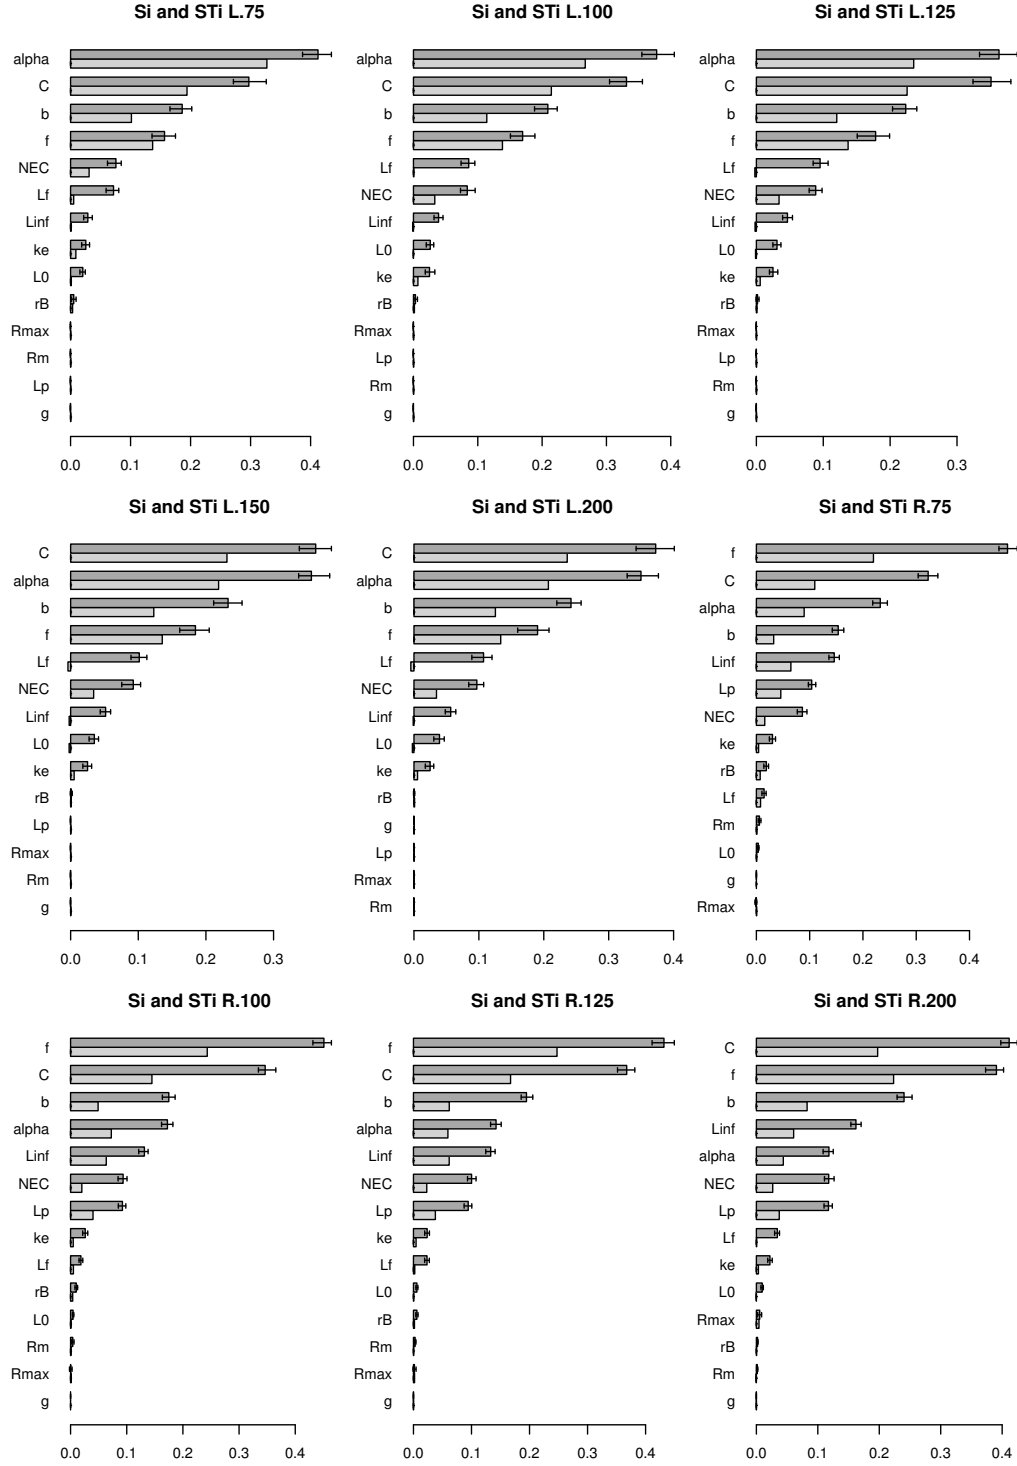 Si and STi L.75
alpha
C
b
f
NEC
Lf
Linf
ke
L0
rB
Rmax
Rm
Lp
g
0.0 0.1 0.2 0.3 0.4
Si and STi L.100
alpha
C
b
f
Lf
NEC
Linf
L0
ke
rB
Rmax
Lp
Rm
g
0.0 0.1 0.2 0.3 0.4
Si and STi L.125
alpha
C
b
f
Lf
NEC
Linf
L0
ke
rB
Rmax
Lp
Rm
g
0.0 0.1 0.2 0.3
Si and STi L.150
C
alpha
b
f
Lf
NEC
Linf
L0
ke
rB
Lp
Rmax
Rm
g
0.0 0.1 0.2 0.3
Si and STi L.200
C
alpha
b
f
Lf
NEC
Linf
L0
ke
rB
g
Lp
Rmax
Rm
0.0 0.1 0.2 0.3 0.4
Si and STi R.75
f
C
alpha
b
Linf
Lp
NEC
ke
rB
Lf
Rm
L0
g
Rmax
0.0 0.1 0.2 0.3 0.4
Si and STi R.100
f
C
b
alpha
Linf
NEC
Lp
ke
Lf
rB
L0
Rm
Rmax
g
0.0 0.1 0.2 0.3 0.4
Si and STi R.125
f
C
b
alpha
Linf
NEC
Lp
ke
Lf
L0
rB
Rm
Rmax
g
0.0 0.1 0.2 0.3 0.4
Si and STi R.200
C
f
b
Linf
alpha
NEC
Lp
Lf
ke
L0
Rmax
rB
Rm
g
0.0 0.1 0.2 0.3 0.4